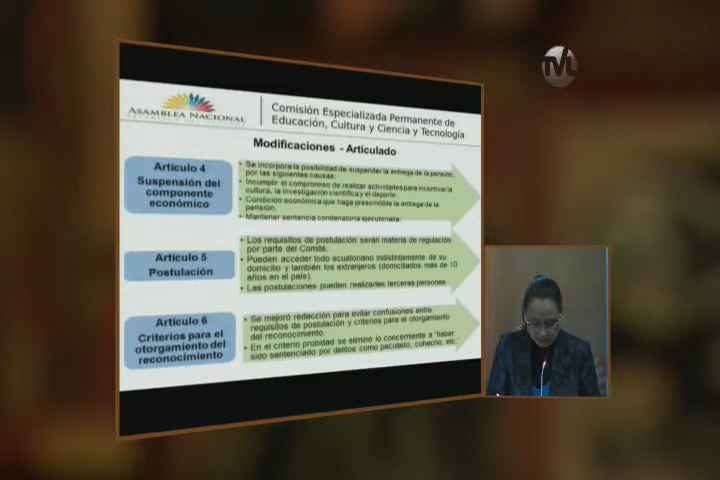 TVL
ASAMBLEA NACIONAL
Comisión Especializada Permanente de
Educación, Cultura y Ciencia y Tecnología
Modificaciones - Articulado
Artículo 4
Suspensión del
componente
económico
• Se incorpora la posibilidad de suspender la entrega de la pensión,
por las siguientes causas:
• Incumplir el compromiso de realizar actividades para incentivar la
cultura, la investigación científica y el deporte.
• Condición económica que haga prescindible la entrega de la
pensión.
• Mantener sentencia condenatoria ejecutoriada.
Artículo 5
Postulación
• Los requisitos de postulación serán materia de regulación
por parte del Comité.
• Pueden acceder todo ecuatoriano indistintamente de su
domicilio y también los extranjeros (domiciliados más de 10
años en el país).
• Las postulaciones pueden realizarlas terceras personas
Artículo 6
Criterios para el
otorgamiento del
reconocimiento
• Se mejoró redacción para evitar confusiones entre
requisitos de postulación y criterios para el otorgamiento
del reconocimiento.
• En el criterio probidad se elimino lo concerniente a "haber
sido sentenciado por delitos como peculado, cohecho, etc."